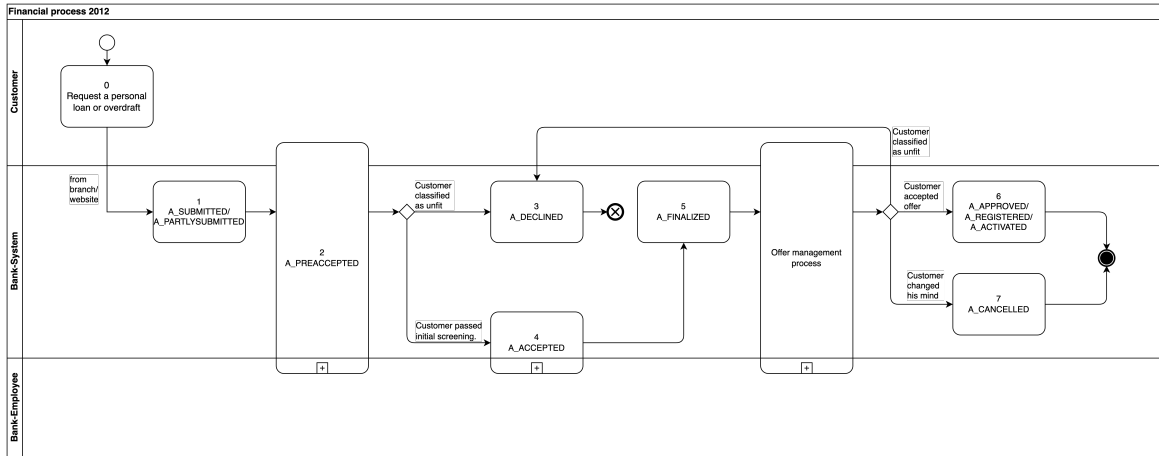 Financial process 2012
Customer
0
Request a personal
loan or overdraft
Customer
classified
as unfit
Bank-System
from
branch/
website
1
A_SUBMITTED/
A_PARTLYSUBMITTED
2
A_PREACCEPTED
+
Customer
classified
as unfit
3
A_DECLINED
Customer passed
initial screening.
4
A_ACCEPTED
+
5
A_FINALIZED
Offer management
process
+
Customer
accepted
offer
6
A_APPROVED/
A_REGISTERED/
A_ACTIVATED
Customer
changed
his mind
7
A_CANCELLED
Bank-Employee